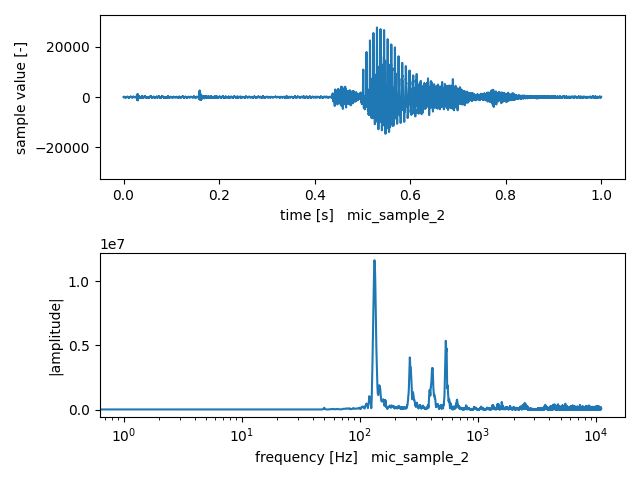 20000
0
−20000
sample value [-]
0.0 0.2 0.4 0.6 0.8 1.0
time [s]   mic_sample_2
1e7
1.0
0.5
0.0
|amplitude|
10⁰ 10¹ 10² 10³ 10⁴
frequency [Hz]   mic_sample_2